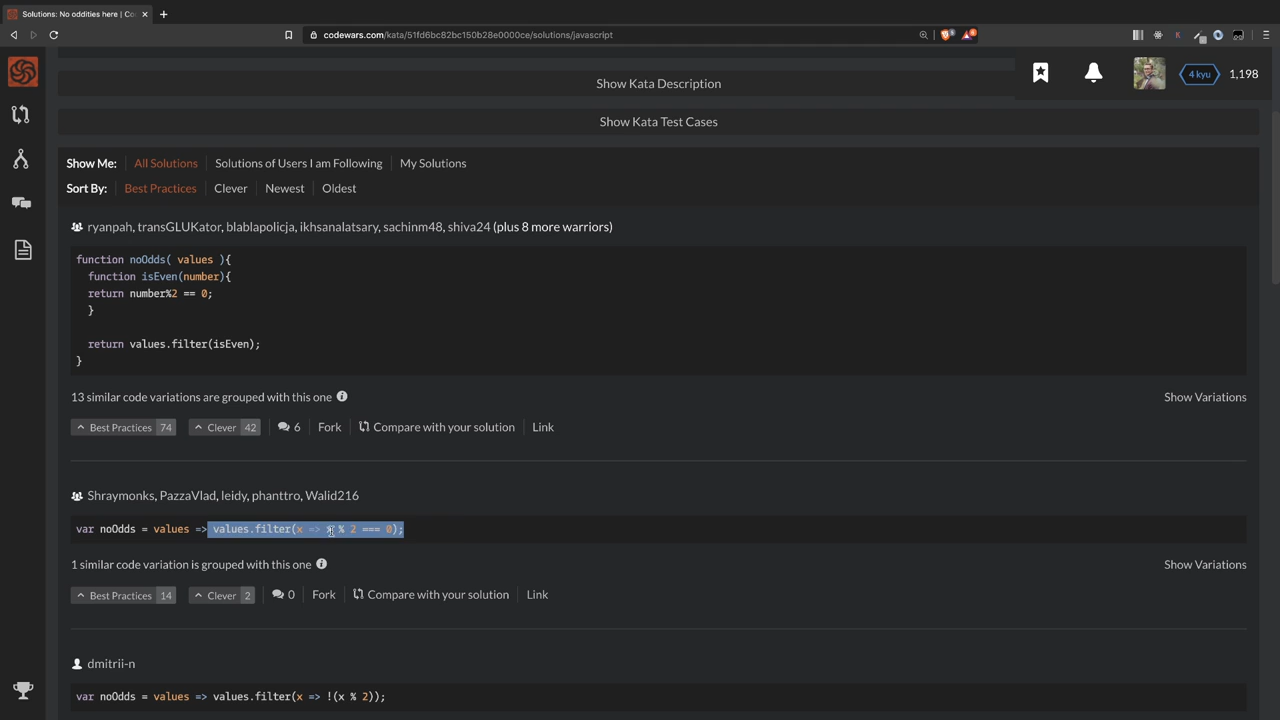 Solutions: No oddities here | Co
codewars.com/kata/51fd6bc82bc150b28e0000ce/solutions/javascript
Show Kata Description
4 kyu
1,198
Show Kata Test Cases
Show Me: All Solutions Solutions of Users I am Following My Solutions
Sort By: Best Practices Clever Newest Oldest
ryanpah, transGLUKator, blablapolicja, ikhsanalatsary, sachinm48, shiva24 (plus 8 more warriors)
function noOdds( values ){
function isEven(number){
return number%2 == 0;
}
return values.filter(isEven);
}
13 similar code variations are grouped with this one
Show Variations
Best Practices 74 Clever 42 6 Fork Compare with your solution Link
Shraymonks, PazzaVlad, leidy, phanttro, Walid216
var noOdds = values => values.filter(x => x % 2 === 0);
1 similar code variation is grouped with this one
Show Variations
Best Practices 14 Clever 2 0 Fork Compare with your solution Link
dmitrii-n
var noOdds = values => values.filter(x => !(x % 2));